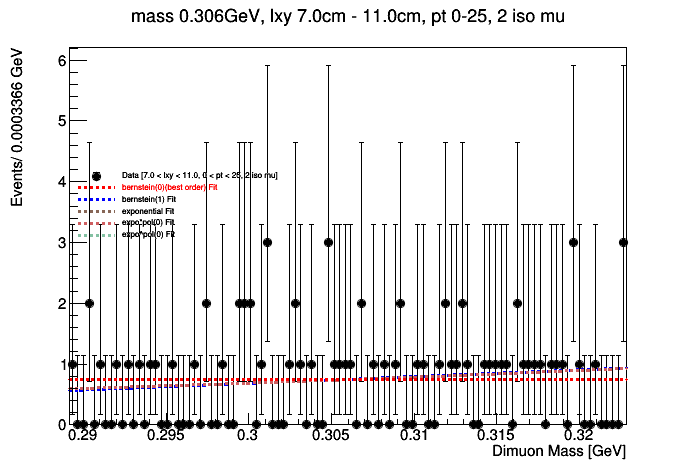 mass 0.306GeV, lxy 7.0cm - 11.0cm, pt 0-25, 2 iso mu
Events/ 0.0003366 GeV
6
5
4
3
2
1
0
Data [7.0 < lxy < 11.0, 0 < pt < 25, 2 iso mu]
bernstein(0)(best order) Fit
bernstein(1) Fit
exponential Fit
expo*pol(0) Fit
expo*pol(0) Fit
0.29 0.295 0.3 0.305 0.31 0.315 0.32
Dimuon Mass [GeV]